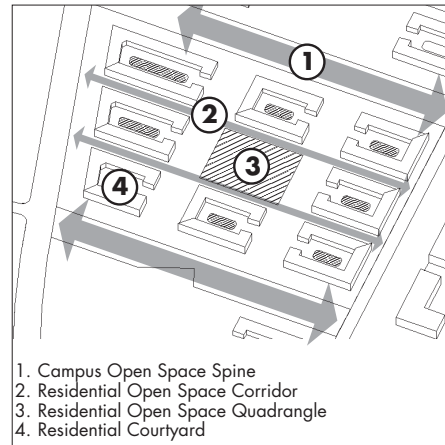 1
2
3
4
1. Campus Open Space Spine
2. Residential Open Space Corridor
3. Residential Open Space Quadrangle
4. Residential Courtyard